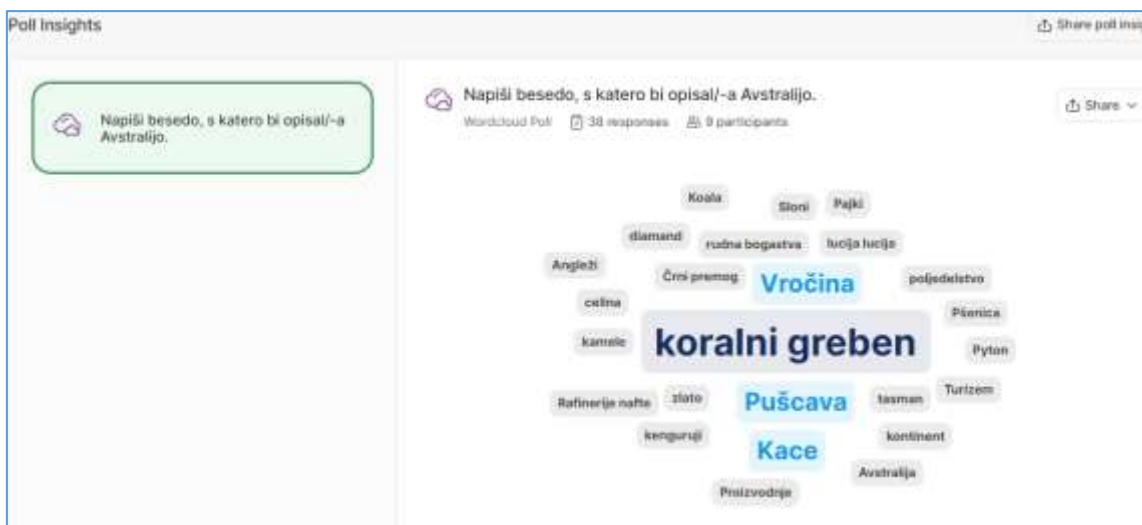 Poll Insights
Share poll insi
Napiši besedo, s katero bi opisal/-a
Avstralijo.
Napiši besedo, s katero bi opisal/-a Avstralijo.
Wordcloud Poll 38 responses 9 participants
Share
Koala
Sloni
Pajki
diamand
rudna bogastva
lucija lucija
Angleži
Črni premog
Vročina
poljedelstvo
celina
Pšenica
kamele
koralni greben
Pyton
Rafinerije nafte
zlato
Pušcava
tasman
Turizem
kenguruji
Kace
kontinent
Avstralija
Proizvodnje